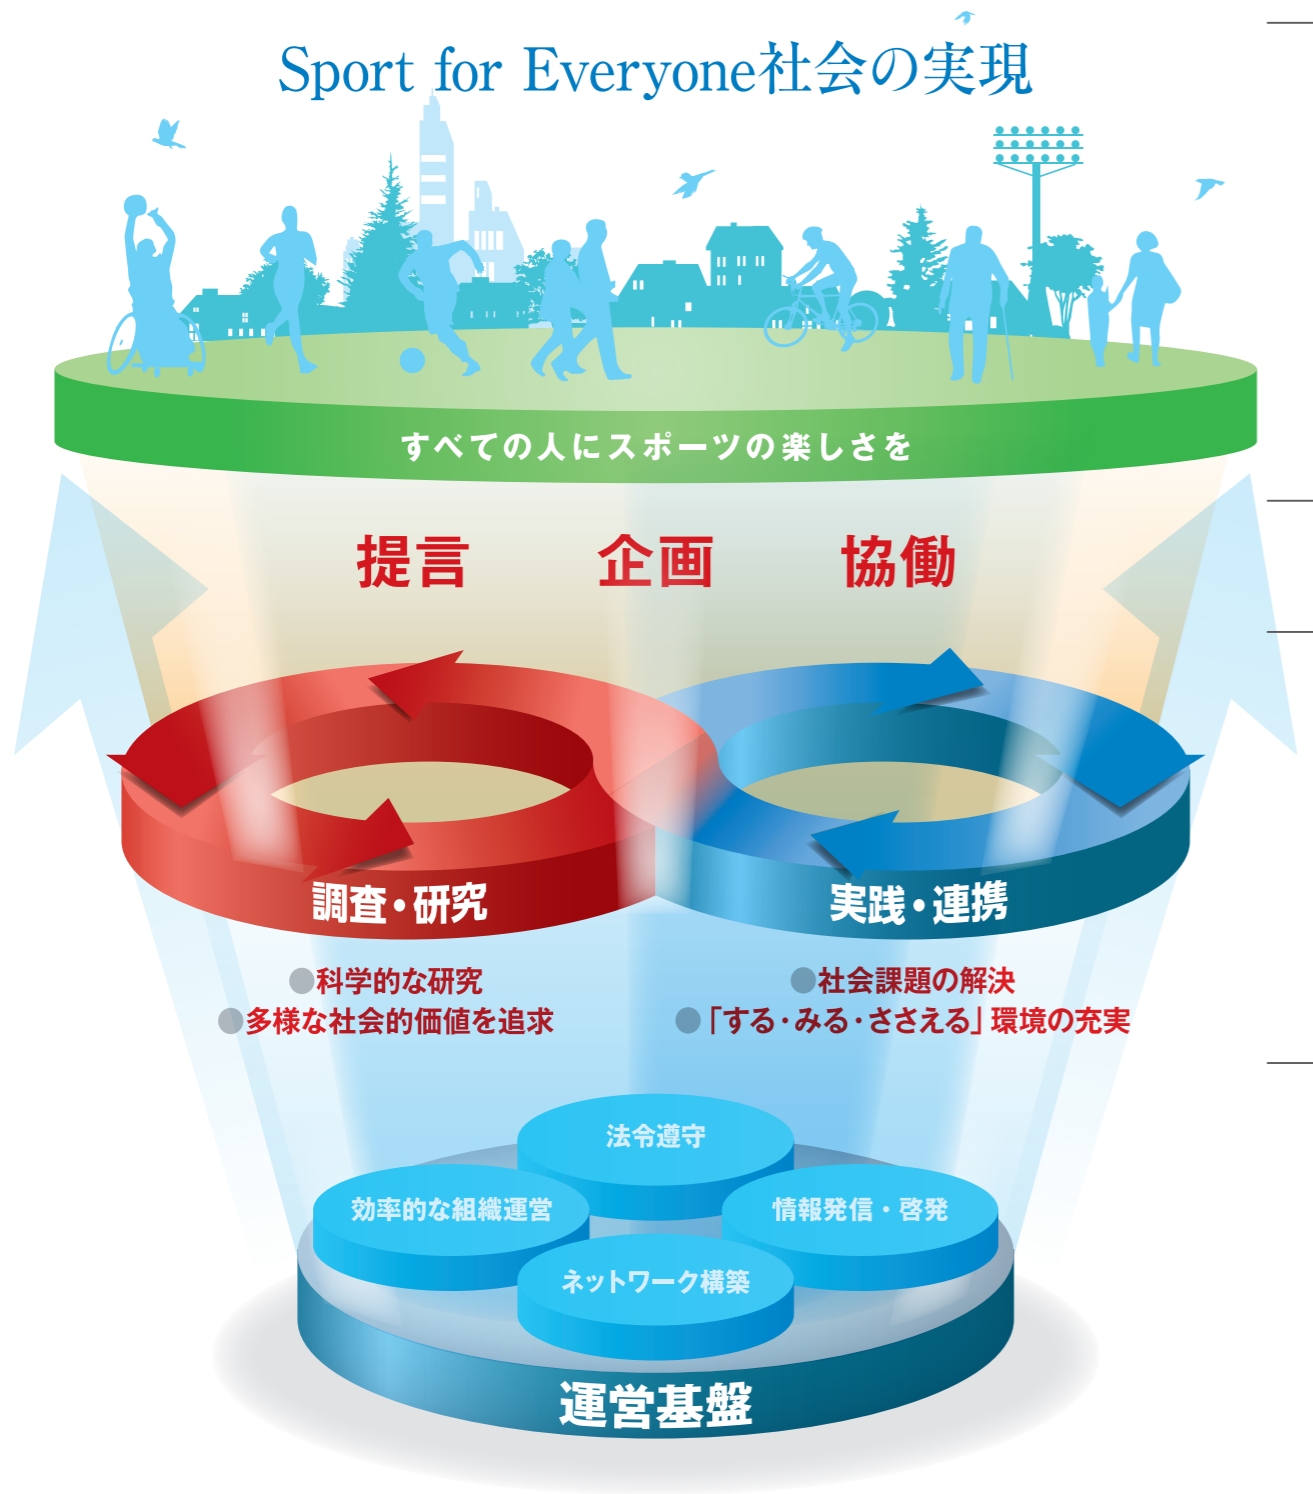 Sport for Everyone社会の実現
すべての人にスポーツの楽しさを
提言 企画 協働
調査・研究
実践・連携
●科学的な研究
●多様な社会的価値を追求
●社会課題の解決
●「する・みる・ささえる」環境の充実
法令遵守
効率的な組織運営
情報発信・啓発
ネットワーク構築
運営基盤